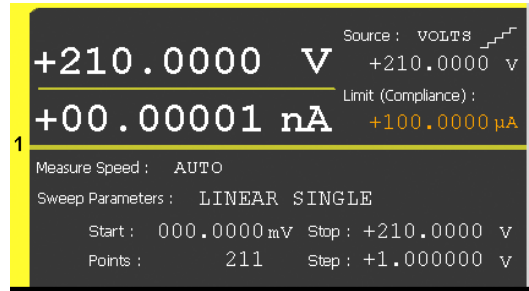 Source : VOLTS
+210.0000 V
+210.0000 V
Limit (Compliance) :
+00.00001 nA
+100.0000 µA
1
Measure Speed : AUTO
Sweep Parameters : LINEAR SINGLE
Start : 000.0000 mV Stop : +210.0000 V
Points : 211 Step : +1.000000 V